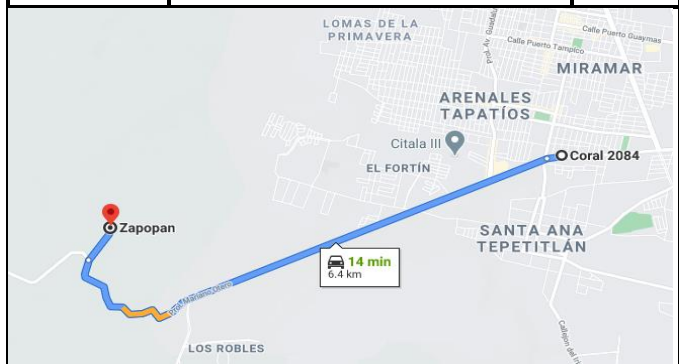 LOMAS DE LA
PRIMAVERA
Calle Puerto Guaymas
Calle Puerto Tampico
MIRAMAR
ARENALES
TAPATÍOS
Citala III
Coral 2084
EL FORTÍN
Zapopan
SANTA ANA
TEPETITLÁN
14 min
6.4 km
LOS ROBLES